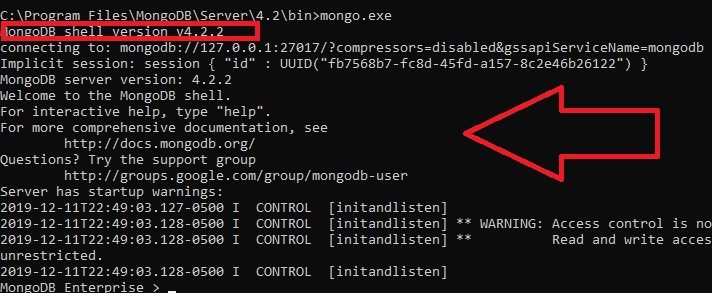 C:\Program Files\MongoDB\Server\4.2\bin>mongo.exe
MongoDB shell version v4.2.2
connecting to: mongodb://127.0.0.1:27017/?compressors=disabled&gssapiServiceName=mongodb
Implicit session: session { "id" : UUID("fb7568b7-fc8d-45fd-a157-8c2e46b26122") }
MongoDB server version: 4.2.2
Welcome to the MongoDB shell.
For interactive help, type "help".
For more comprehensive documentation, see
http://docs.mongodb.org/
Questions? Try the support group
http://groups.google.com/group/mongodb-user
Server has startup warnings:
2019-12-11T22:49:03.127-0500 I  CONTROL  [initandlisten]
2019-12-11T22:49:03.128-0500 I  CONTROL  [initandlisten] ** WARNING: Access control is no
2019-12-11T22:49:03.128-0500 I  CONTROL  [initandlisten] **          Read and write acces
unrestricted.
2019-12-11T22:49:03.128-0500 I  CONTROL  [initandlisten]
MongoDB Enterprise > _